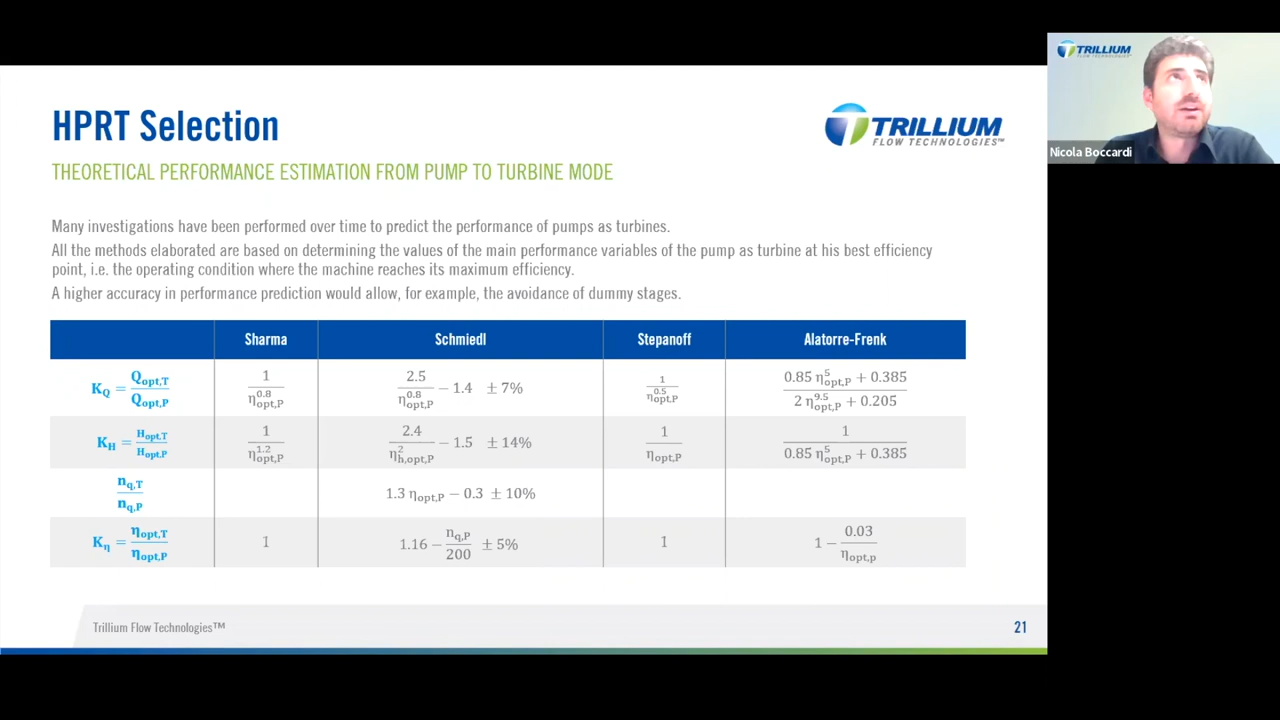 HPRT Selection
TRILLIUM
FLOW TECHNOLOGIES™
THEORETICAL PERFORMANCE ESTIMATION FROM PUMP TO TURBINE MODE
Many investigations have been performed over time to predict the performance of pumps as turbines.
All the methods elaborated are based on determining the values of the main performance variables of the pump as turbine at his best efficiency
point, i.e. the operating condition where the machine reaches its maximum efficiency.
A higher accuracy in performance prediction would allow, for example, the avoidance of dummy stages.
Sharma Schmiedl Stepanoff Alatorre-Frenk
K_Q = Q_opt,T / Q_opt,P 1 / η_opt,P^0.8 2.5 / η_opt,P^0.8 − 1.4 ± 7% 1 / η_opt,P^0.5 (0.85 η_opt,P^5 + 0.385) / (2 η_opt,P^9.5 + 0.205)
K_H = H_opt,T / H_opt,P 1 / η_opt,P^1.2 2.4 / η_h,opt,P^2 − 1.5 ± 14% 1 / η_opt,P 1 / (0.85 η_opt,P^5 + 0.385)
n_q,T / n_q,P 1.3 η_opt,P − 0.3 ± 10%
K_η = η_opt,T / η_opt,P 1 1.16 − n_q,P / 200 ± 5% 1 1 − 0.03 / η_opt,p
Trillium Flow Technologies™
21
TRILLIUM
FLOW TECHNOLOGIES
Nicola Boccardi